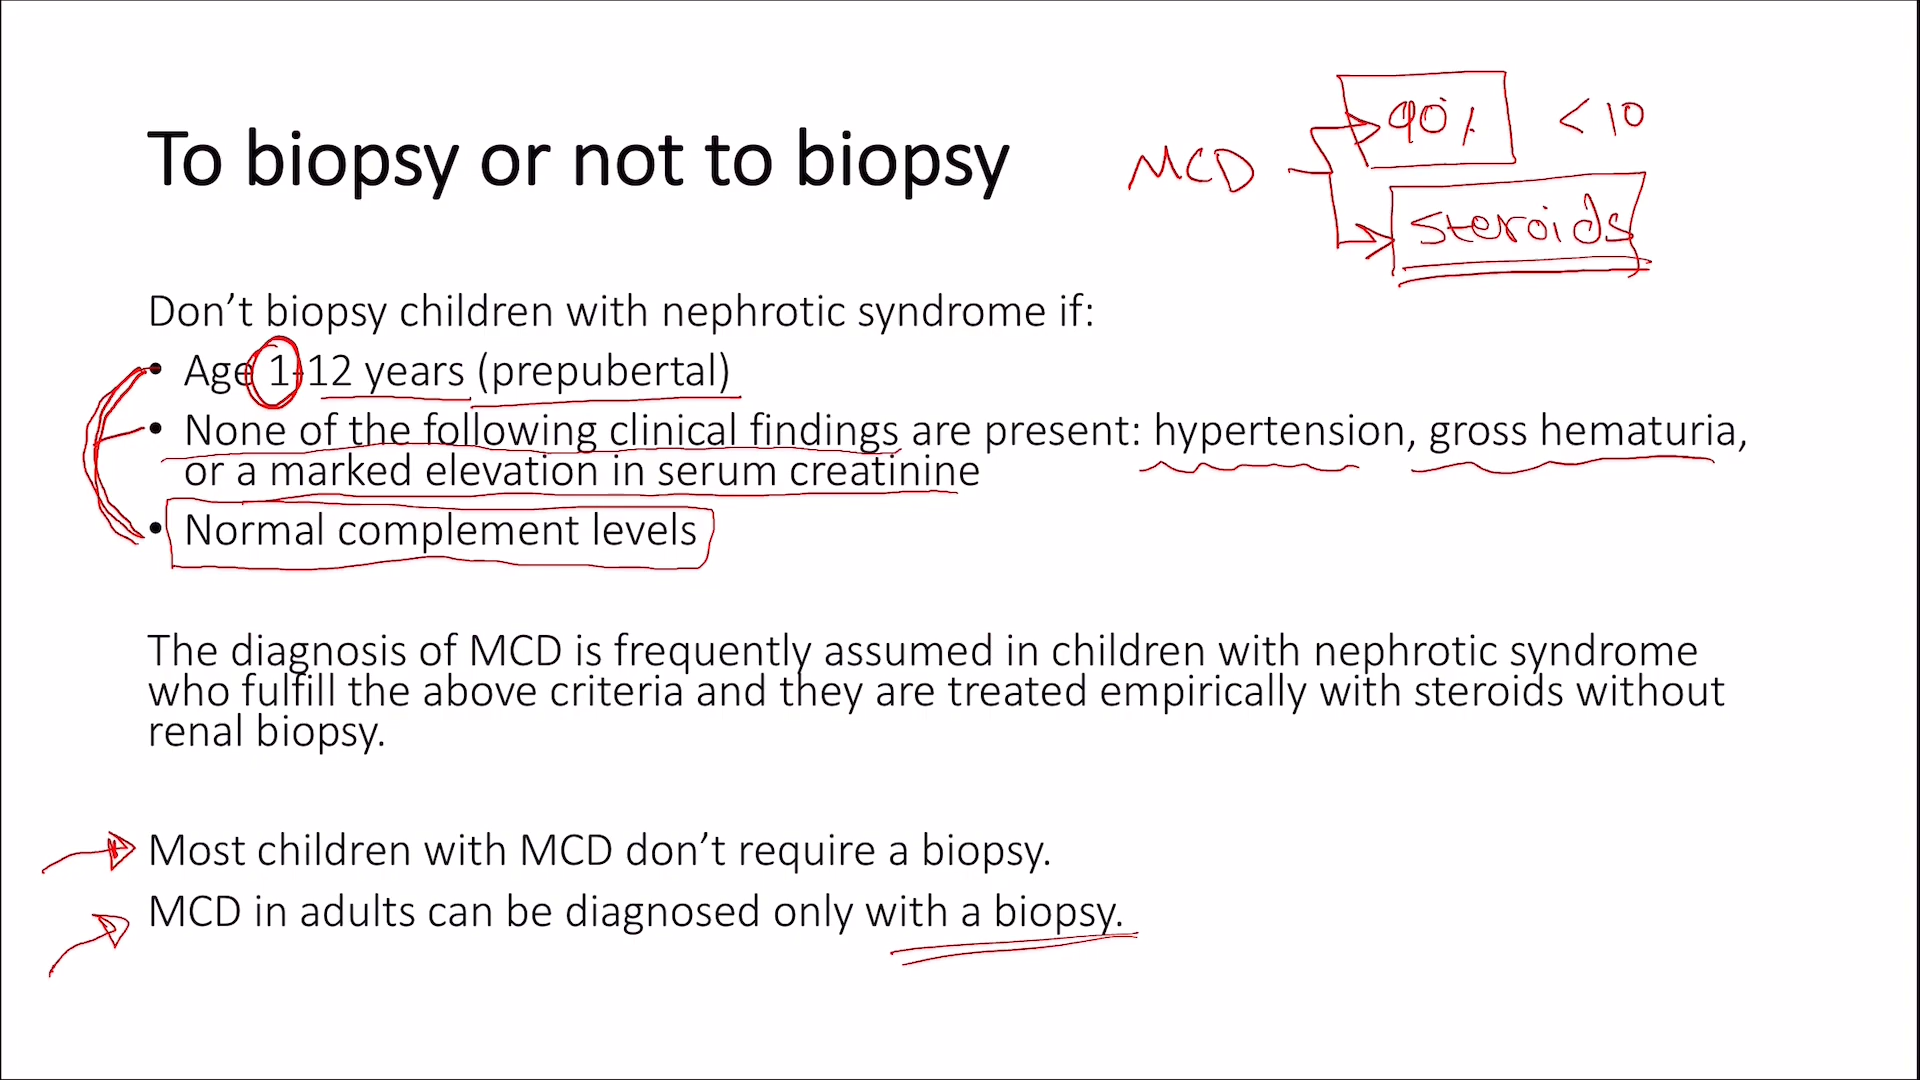 To biopsy or not to biopsy
MCD
90%
< 10
steroids
Don’t biopsy children with nephrotic syndrome if:
• Age 1-12 years (prepubertal)
• None of the following clinical findings are present: hypertension, gross hematuria,
or a marked elevation in serum creatinine
• Normal complement levels
The diagnosis of MCD is frequently assumed in children with nephrotic syndrome
who fulfill the above criteria and they are treated empirically with steroids without
renal biopsy.
Most children with MCD don’t require a biopsy.
MCD in adults can be diagnosed only with a biopsy.